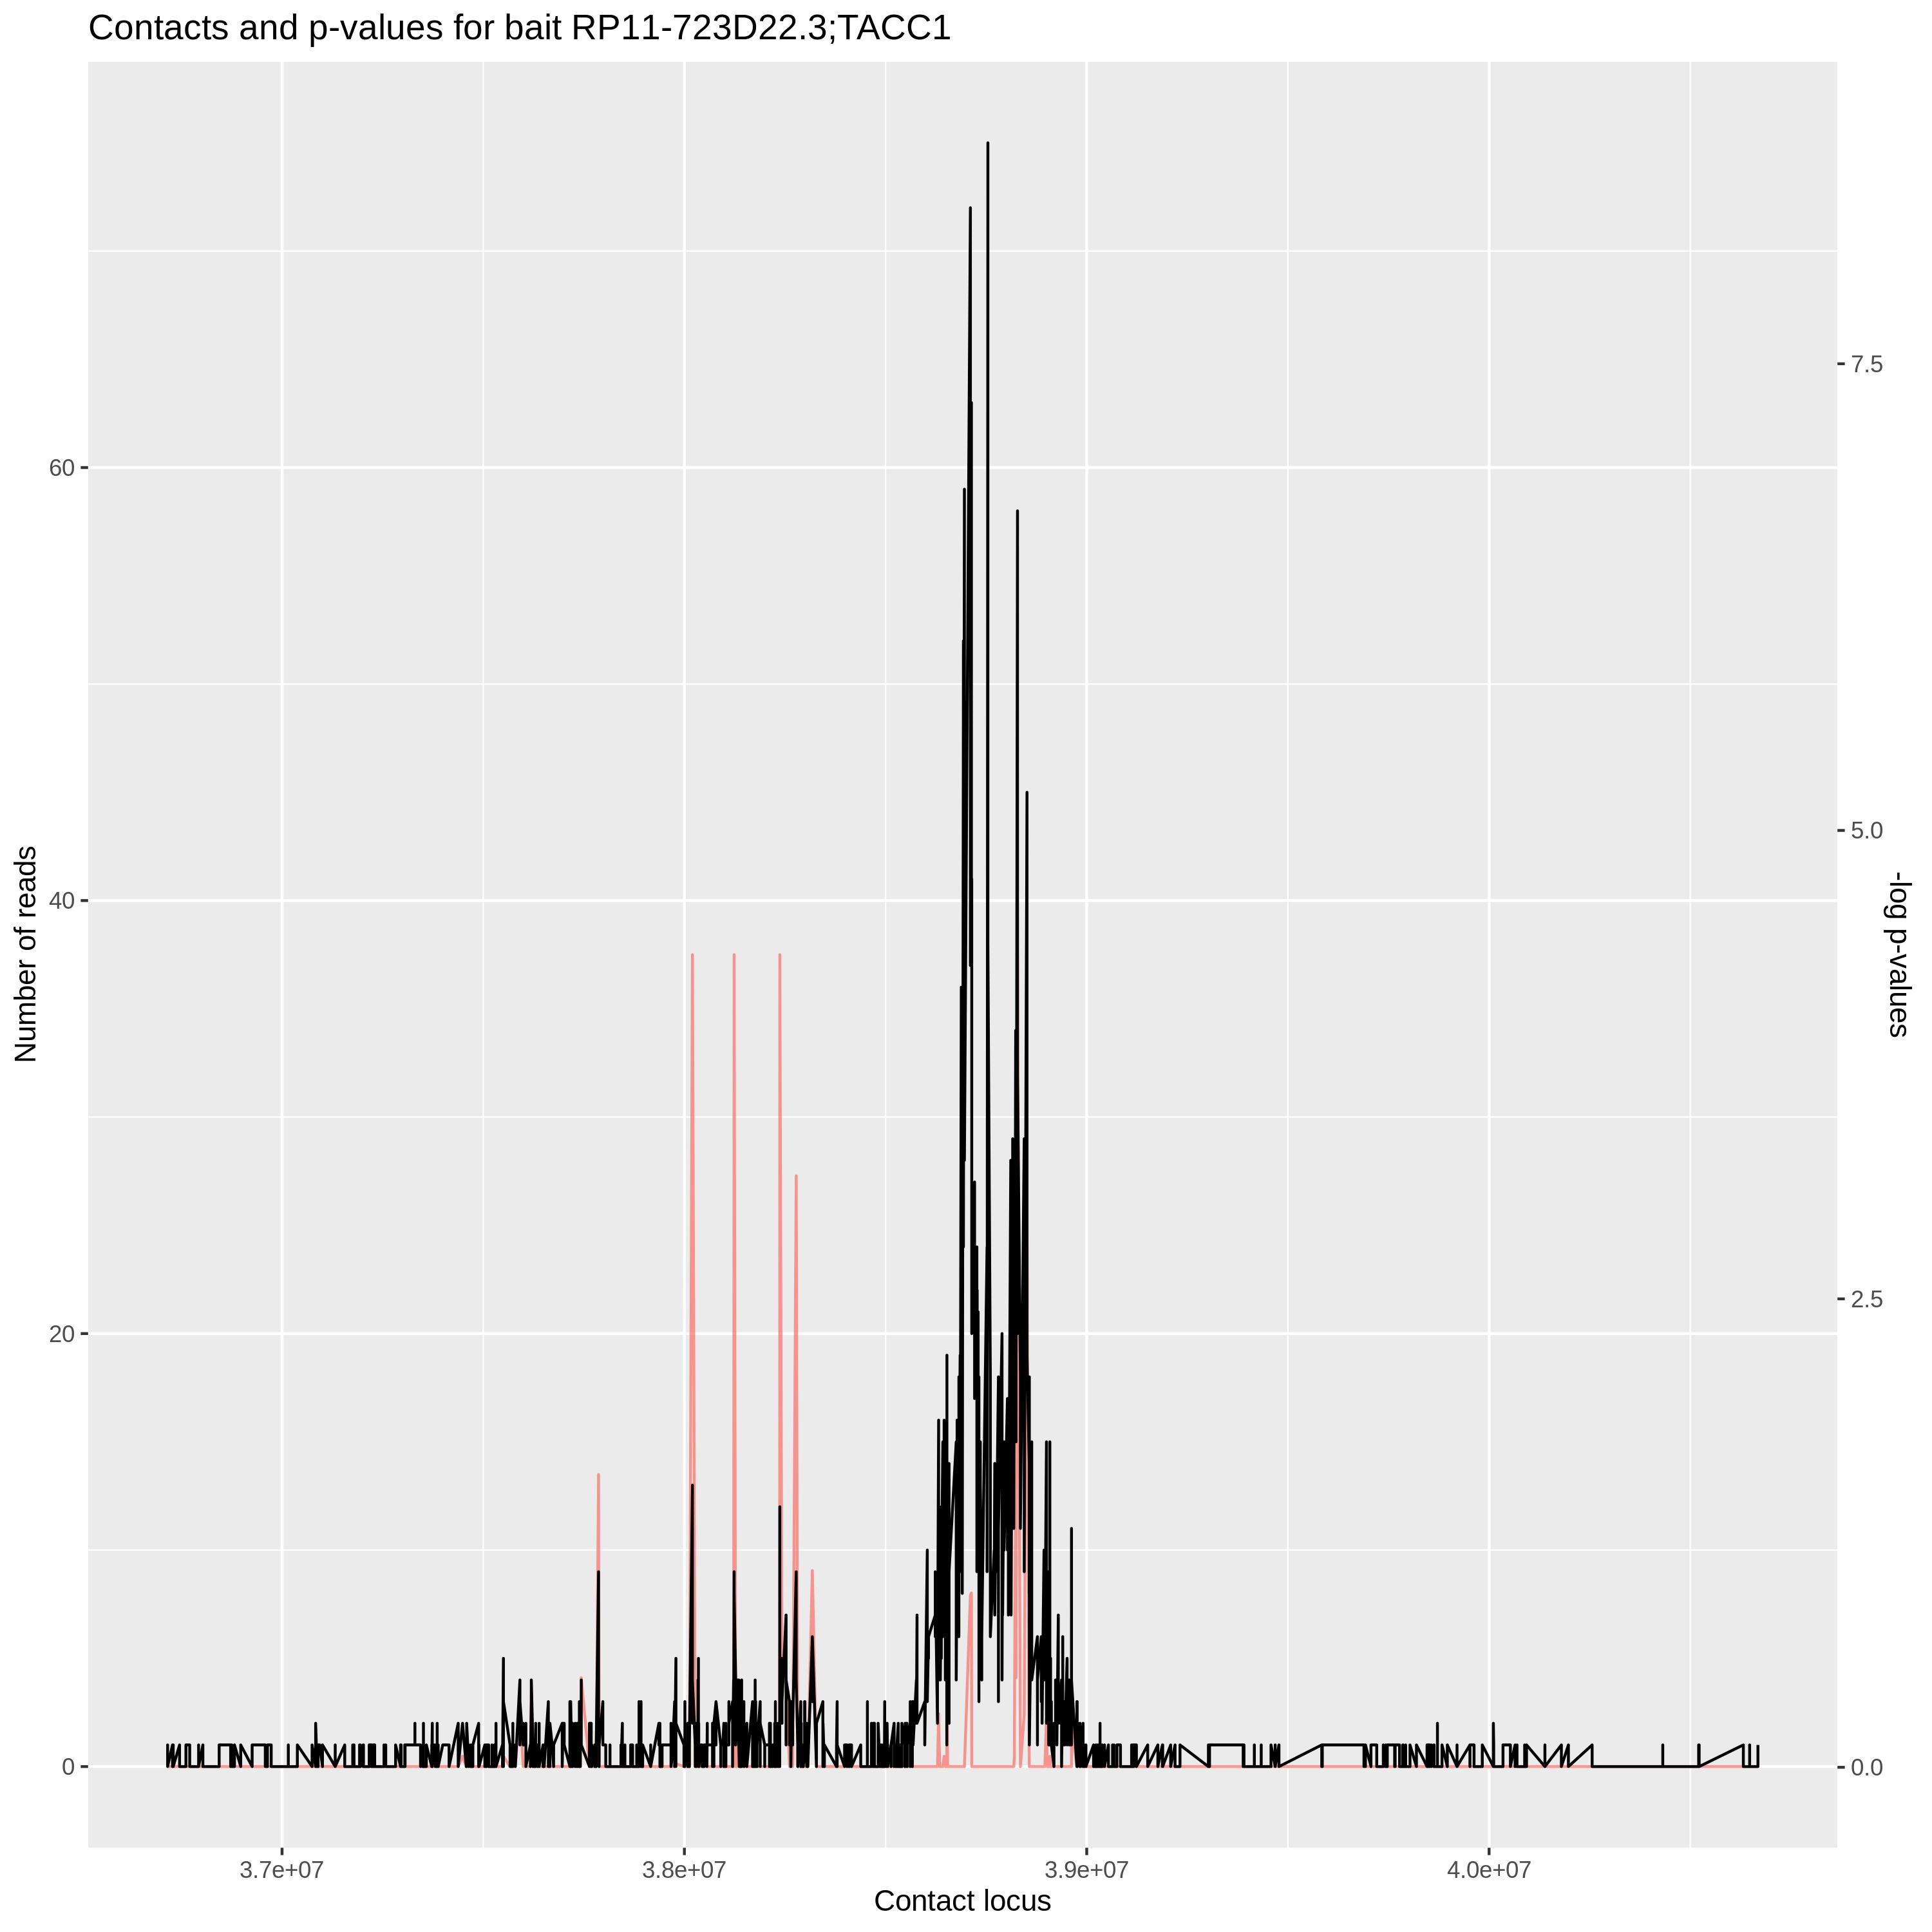 Contacts and p-values for bait RP11-723D22.3;TACC1
Number of reads
60
40
20
0
7.5
5.0
2.5
0.0
-log p-values
3.7e+07 3.8e+07 3.9e+07 4.0e+07
Contact locus